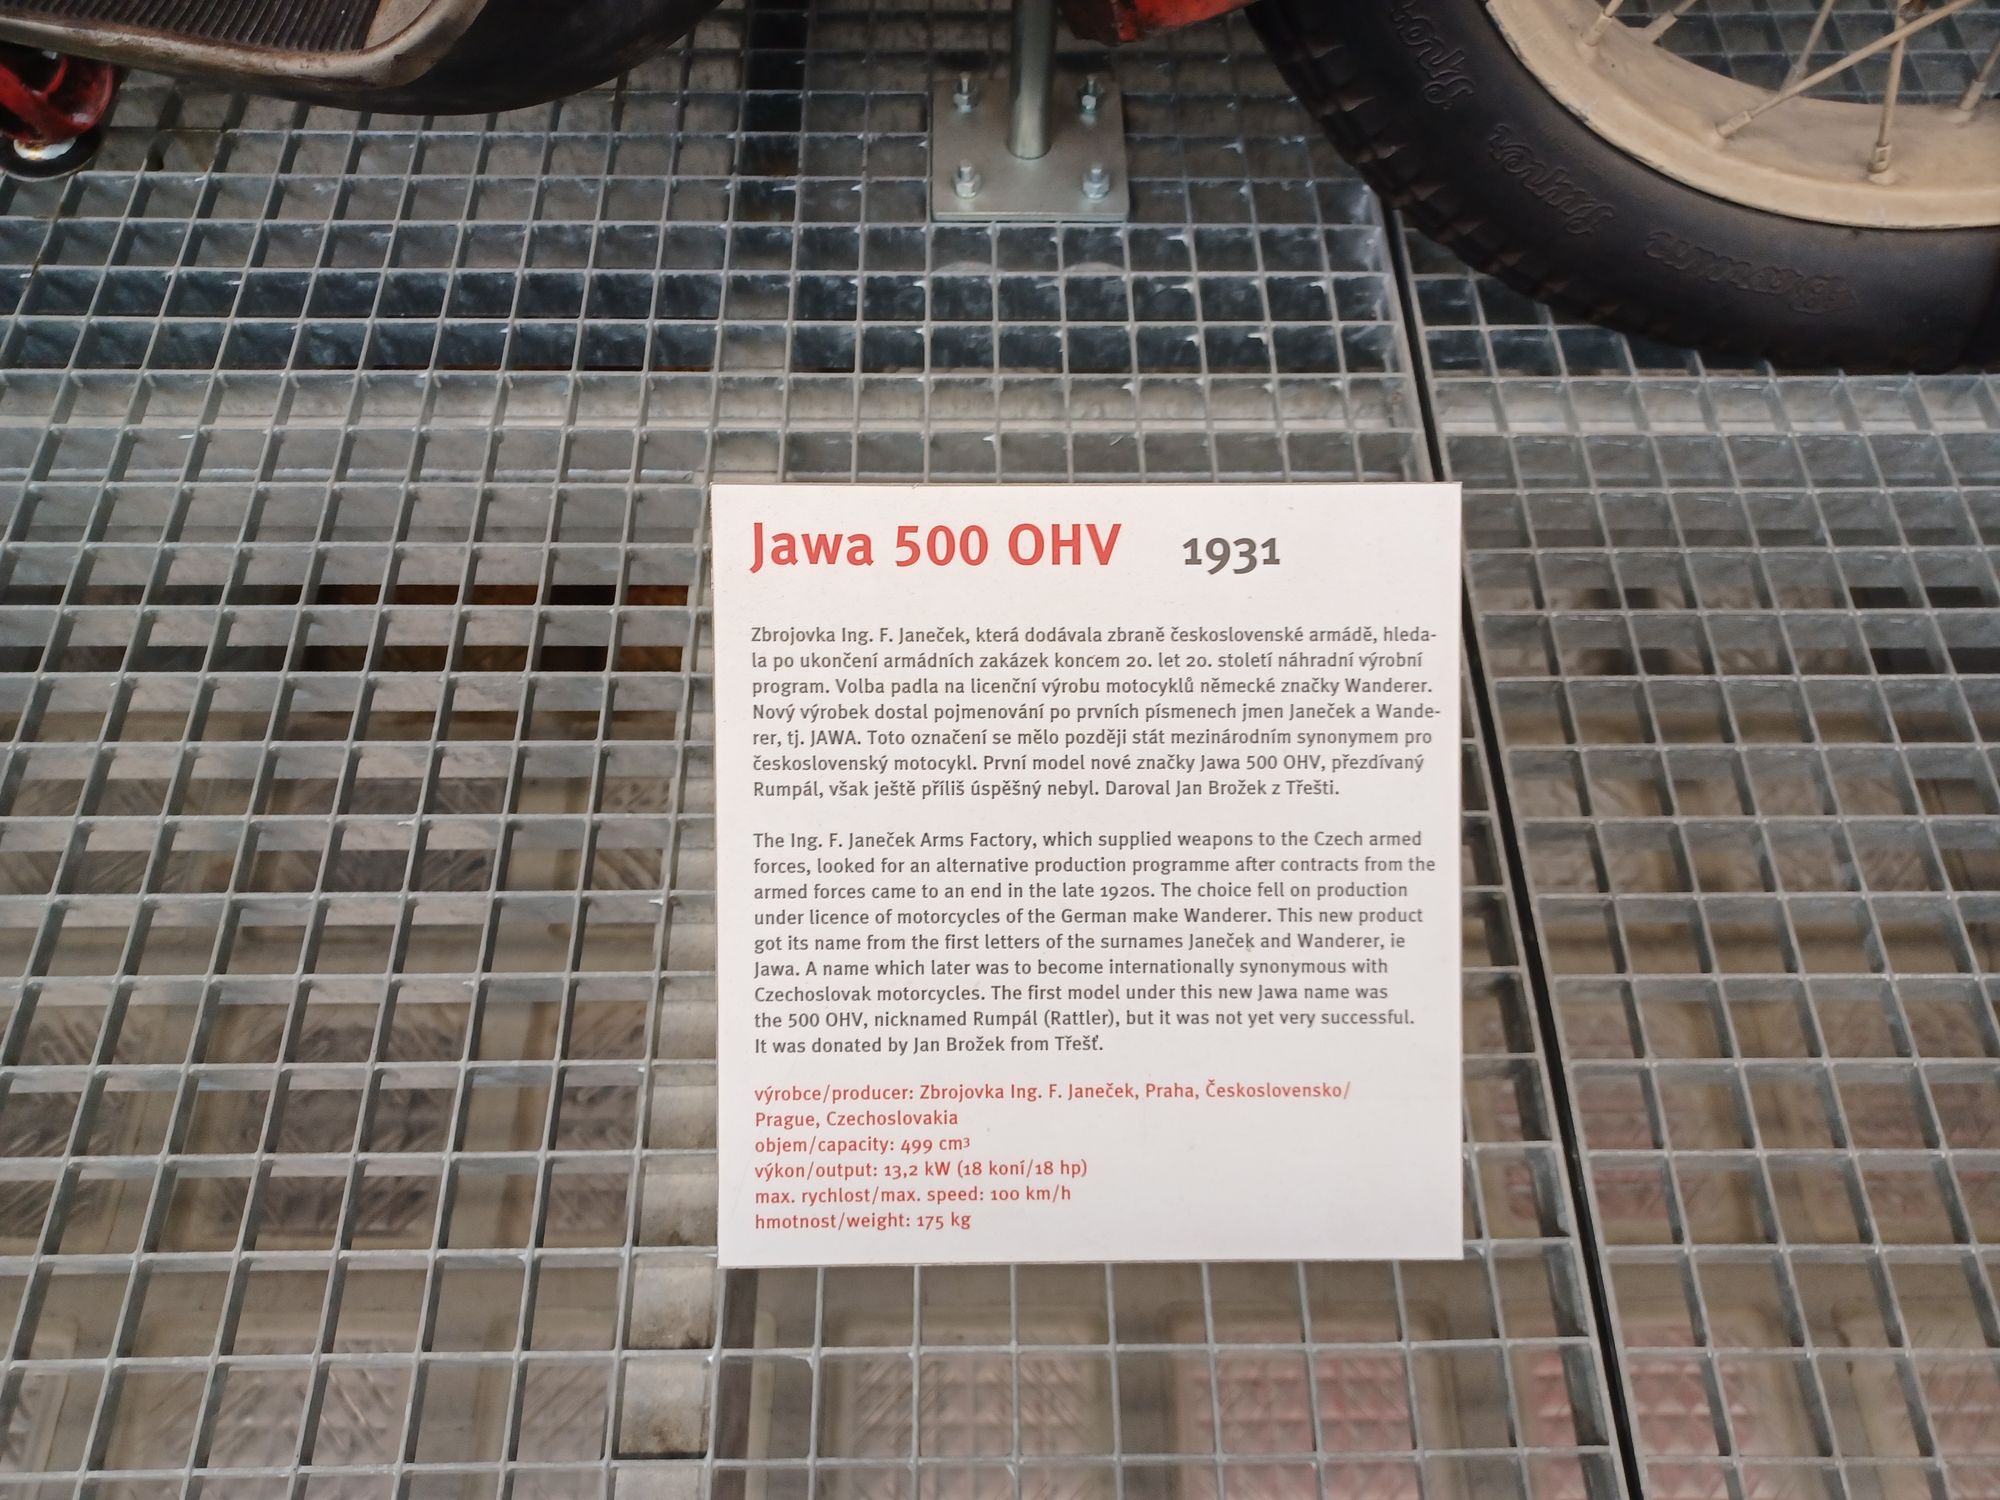 Jawa 500 OHV 1931
Zbrojovka Ing. F. Janeček, která dodávala zbraně československé armádě, hleda-
la po ukončení armádních zakázek koncem 20. let 20. století náhradní výrobní
program. Volba padla na licenční výrobu motocyklů německé značky Wanderer.
Nový výrobek dostal pojmenování po prvních písmenech jmen Janeček a Wande-
rer, tj. JAWA. Toto označení se mělo později stát mezinárodním synonymem pro
československý motocykl. První model nové značky Jawa 500 OHV, přezdívaný
Rumpál, však ještě příliš úspěšný nebyl. Daroval Jan Brožek z Třešti.
The Ing. F. Janeček Arms Factory, which supplied weapons to the Czech armed
forces, looked for an alternative production programme after contracts from the
armed forces came to an end in the late 1920s. The choice fell on production
under licence of motorcycles of the German make Wanderer. This new product
got its name from the first letters of the surnames Janeček and Wanderer, ie
Jawa. A name which later was to become internationally synonymous with
Czechoslovak motorcycles. The first model under this new Jawa name was
the 500 OHV, nicknamed Rumpál (Rattler), but it was not yet very successful.
It was donated by Jan Brožek from Třešť.
výrobce/producer: Zbrojovka Ing. F. Janeček, Praha, Československo/
Prague, Czechoslovakia
objem/capacity: 499 cm³
výkon/output: 13,2 kW (18 koní/18 hp)
max. rychlost/max. speed: 100 km/h
hmotnost/weight: 175 kg